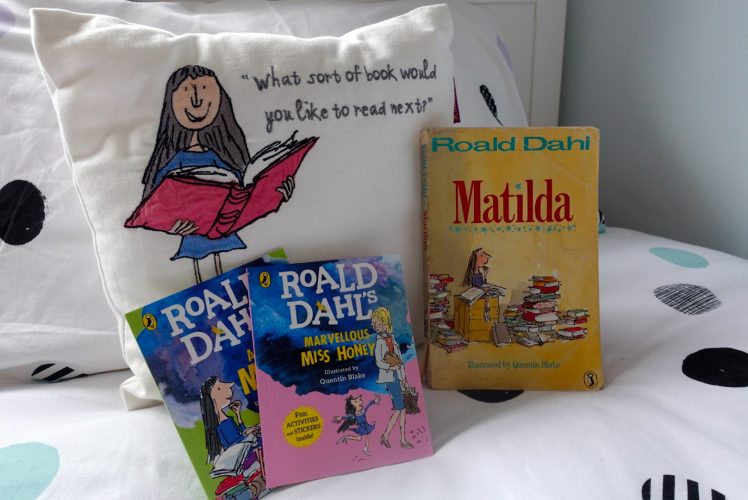 "What sort of book would
you like to read next?"
Roald Dahl
Matilda
Illustrated by Quentin Blake
ROALD
DAHL
ROALD
DAHL'S
MARVELLOUS
MISS HONEY
Illustrated by
Quentin Blake
Fun
ACTIVITIES
and STICKERS
inside!